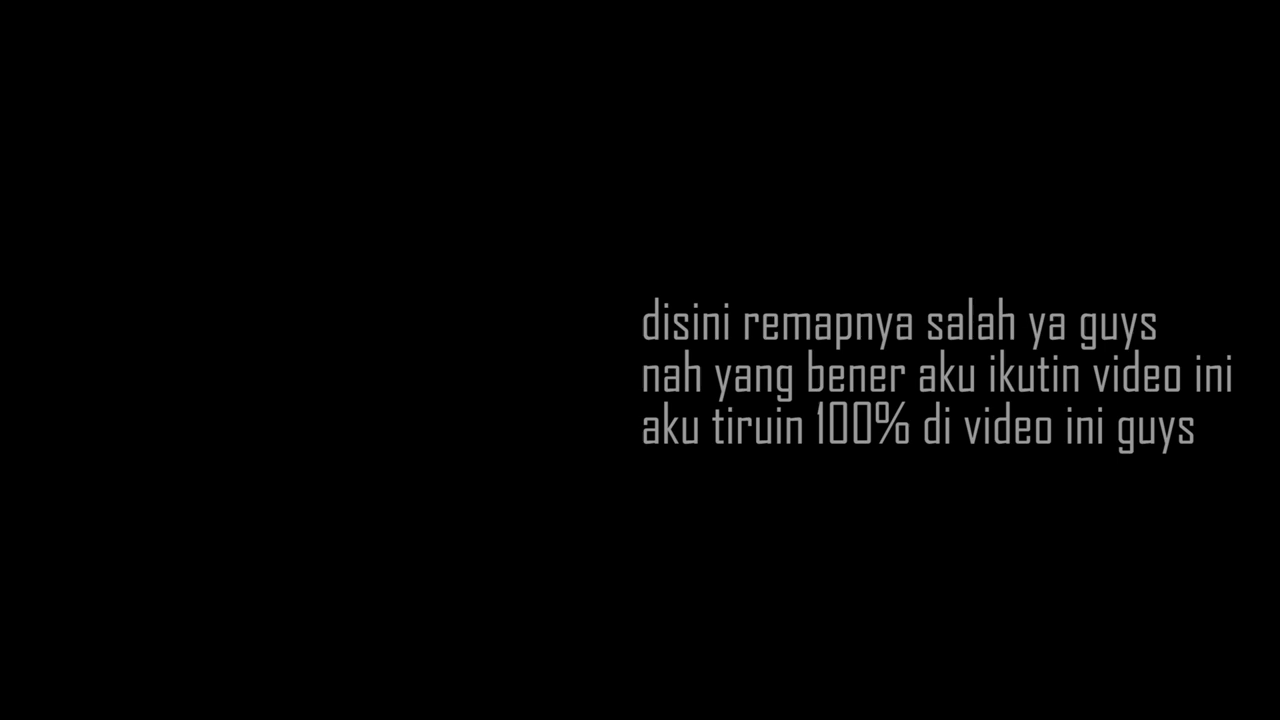 disini remapnya salah ya guys
nah yang bener aku ikutin video ini
aku tiruin 100% di video ini guys